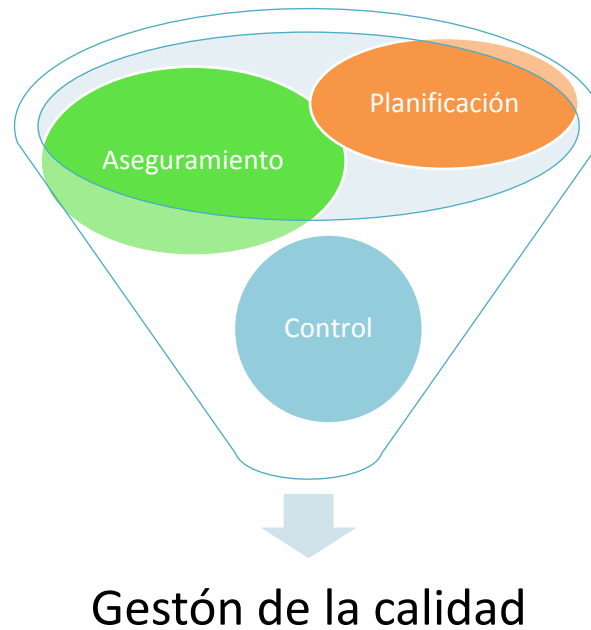 Planificación
Aseguramiento
Control
Gestón de la calidad